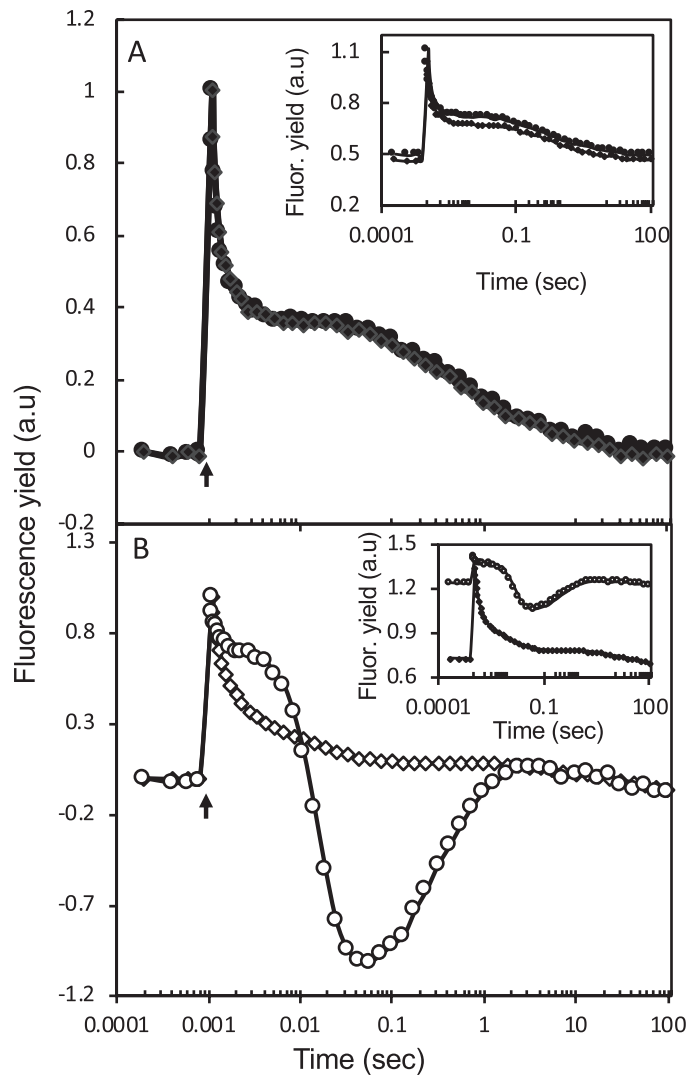 Fluorescence yield (a.u)
A
1.2
1
0.8
0.6
0.4
0.2
0
-0.2
Fluor. yield (a.u)
1.1
0.8
0.5
0.2
0.0001 0.1 100
Time (sec)
B
1.3
0.8
0.3
-0.2
-0.7
-1.2
Fluor. yield (a.u)
1.5
1.2
0.9
0.6
0.0001 0.1 100
Time (sec)
0.0001 0.001 0.01 0.1 1 10 100
Time (sec)